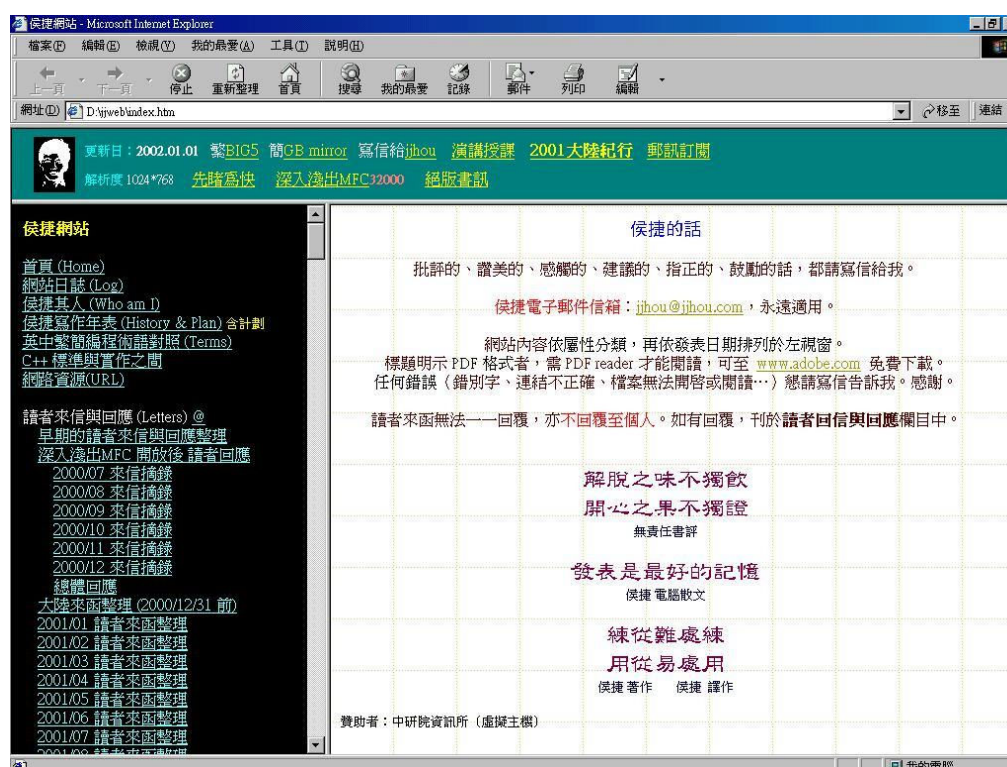 侯捷網站 - Microsoft Internet Explorer
檔案(F) 編輯(E) 檢視(V) 我的最愛(A) 工具(T) 說明(H)
上一頁 下一頁 停止 重新整理 首頁 搜尋 我的最愛 記錄 郵件 列印 編輯
網址(D) D:\jjweb\index.htm 移至 連結
更新日：2002.01.01 繁BIG5 簡GB mirror 寫信給jjhou 演講授課 2001大陸紀行 郵訊訂閱
解析度 1024*768 先睹為快 深入淺出MFC32000 絕版書訊
侯捷網站
首頁 (Home)
網站日誌 (Log)
侯捷其人 (Who am I)
侯捷寫作年表 (History & Plan) 含計劃
英中繁簡編程術語對照 (Terms)
C++ 標準與實作之間
網路資源(URL)
讀者來信與回應 (Letters) @
早期的讀者來信與回應整理
深入淺出MFC 開放後 讀者回應
2000/07 來信摘錄
2000/08 來信摘錄
2000/09 來信摘錄
2000/10 來信摘錄
2000/11 來信摘錄
2000/12 來信摘錄
總體回應
大陸來函整理 (2000/12/31 前)
2001/01 讀者來函整理
2001/02 讀者來函整理
2001/03 讀者來函整理
2001/04 讀者來函整理
2001/05 讀者來函整理
2001/06 讀者來函整理
2001/07 讀者來函整理
2001/08 讀者來函整理
侯捷的話
批評的、讚美的、感觸的、建議的、指正的、鼓勵的話，都請寫信給我。
侯捷電子郵件信箱：jjhou@jjhou.com，永遠適用。
網站內容依屬性分類，再依發表日期排列於左視窗。
標題明示 PDF 格式者，需 PDF reader 才能閱讀，可至 www.adobe.com 免費下載。
任何錯誤（錯別字、連結不正確、檔案無法開啓或閱讀…）懇請寫信告訴我。感謝。
讀者來函無法一一回覆，亦不回覆至個人。如有回覆，刊於讀者回信與回應欄目中。
解脫之味不獨飲
開心之果不獨證
無責任書評
發表是最好的記憶
侯捷 電腦散文
練從難處練
用從易處用
侯捷 著作 侯捷 譯作
贊助者：中研院資訊所（虛擬主機）
我的電腦